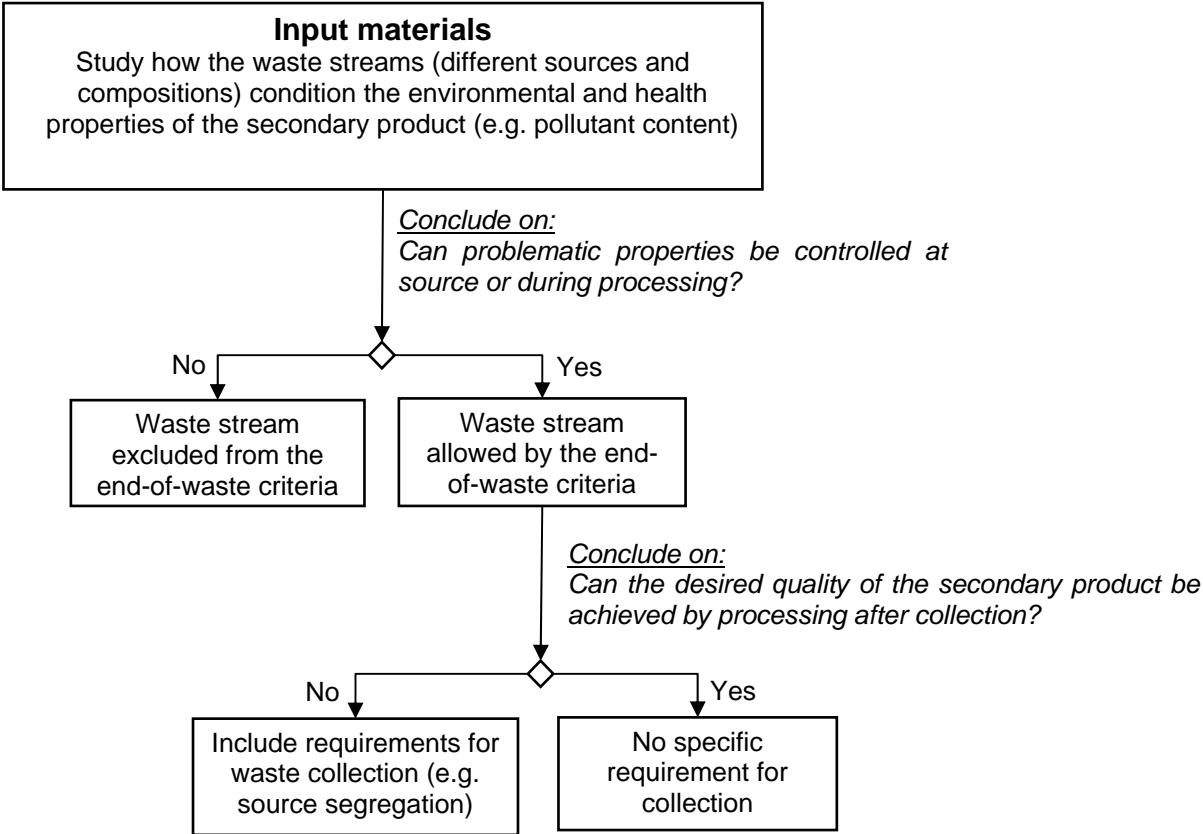 Input materials
Study how the waste streams (different sources and
compositions) condition the environmental and health
properties of the secondary product (e.g. pollutant content)
Conclude on:
Can problematic properties be controlled at
source or during processing?
No
Yes
Waste stream
excluded from the
end-of-waste criteria
Waste stream
allowed by the end-
of-waste criteria
Conclude on:
Can the desired quality of the secondary product be
achieved by processing after collection?
No
Yes
Include requirements for
waste collection (e.g.
source segregation)
No specific
requirement for
collection